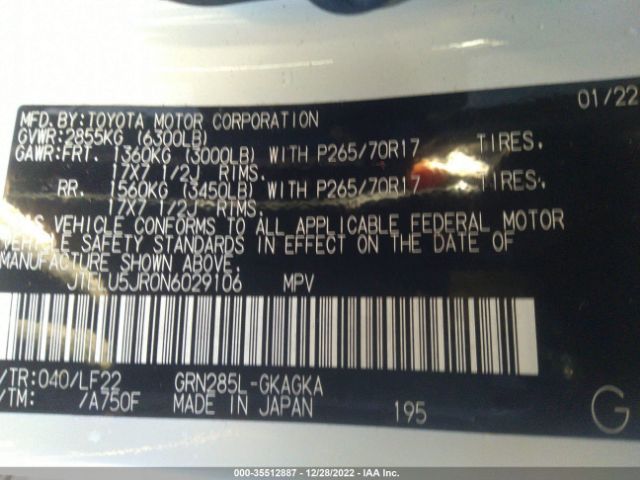 MFD.BY:TOYOTA MOTOR CORPORATION 01/22
GVWR:2855KG (6300LB)
GAWR:FRT. 1360KG (3000LB) WITH P265/70R17 TIRES,
17X7 1/2J RIMS.
RR. 1560KG (3450LB) WITH P265/70R17 TIRES,
17X7 1/2J RIMS.
VEHICLE CONFORMS TO ALL APPLICABLE FEDERAL MOTOR
VEHICLE SAFETY STANDARDS IN EFFECT ON THE DATE OF
MANUFACTURE SHOWN ABOVE.
JTELU5JR0N6029106 MPV
/TR:040/LF22 GRN285L-GKAGKA
/TM: /A750F MADE IN JAPAN 195 G
000-35512887 - 12/28/2022 - IAA Inc.